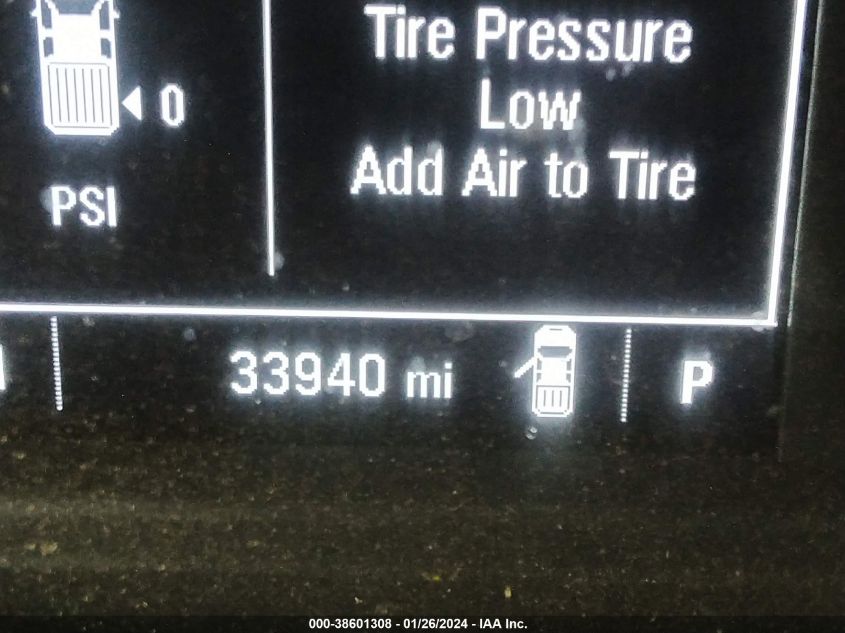 Tire Pressure
Low
Add Air to Tire
0
PSI
33940 mi
P
000-38601308 - 01/26/2024 - IAA Inc.